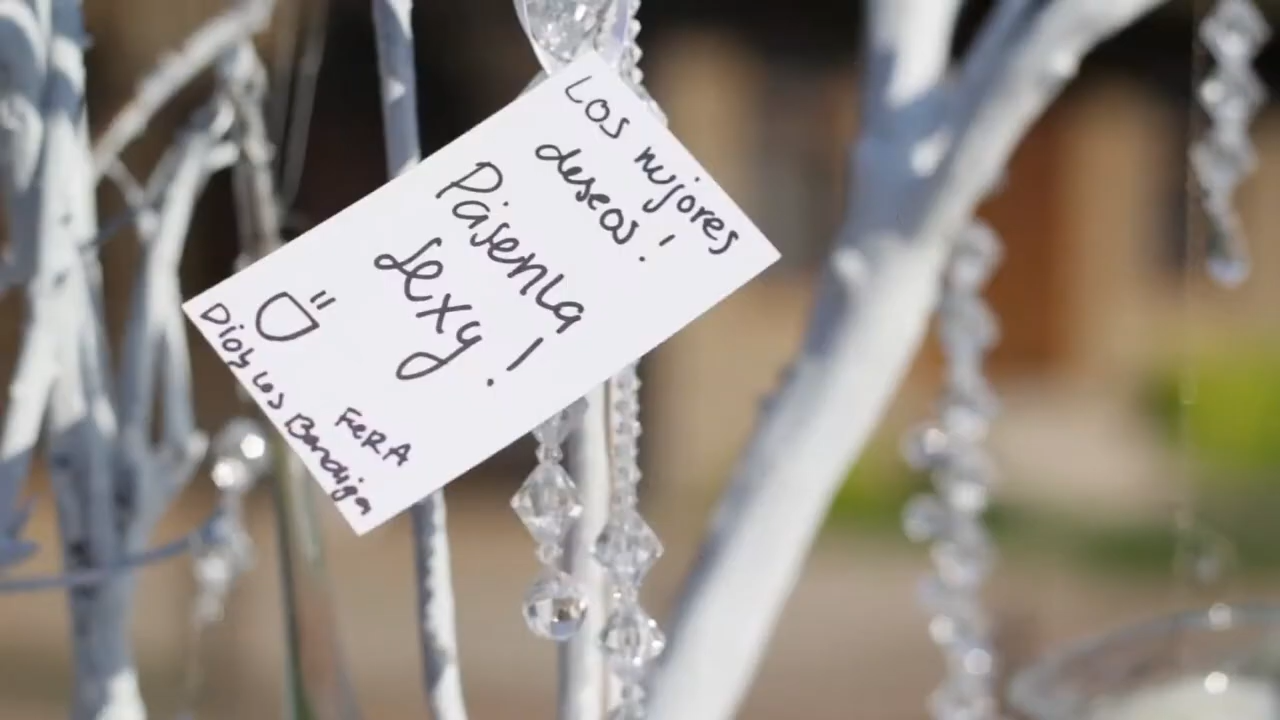 Los mejores
deseos!
Pásenla
sexy!
FeRA
Dios los Bendiga